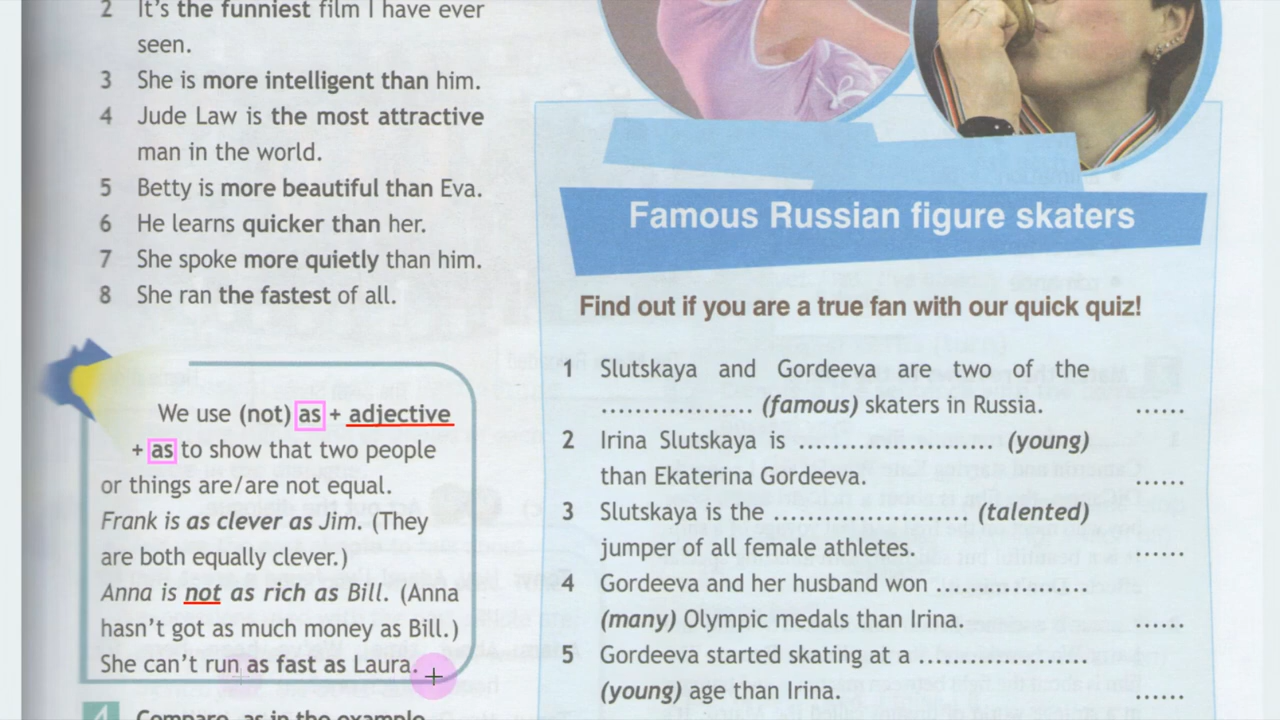 2 It's the funniest film I have ever
seen.
3 She is more intelligent than him.
4 Jude Law is the most attractive
man in the world.
5 Betty is more beautiful than Eva.
6 He learns quicker than her.
7 She spoke more quietly than him.
8 She ran the fastest of all.
We use (not) as + adjective
+ as to show that two people
or things are/are not equal.
Frank is as clever as Jim. (They
are both equally clever.)
Anna is not as rich as Bill. (Anna
hasn't got as much money as Bill.)
She can't run as fast as Laura.
4 Compare, as in the example.
Famous Russian figure skaters
Find out if you are a true fan with our quick quiz!
1 Slutskaya and Gordeeva are two of the
................... (famous) skaters in Russia. ......
2 Irina Slutskaya is ......................... (young)
than Ekaterina Gordeeva. ......
3 Slutskaya is the .......................... (talented)
jumper of all female athletes. ......
4 Gordeeva and her husband won ...................
(many) Olympic medals than Irina. ......
5 Gordeeva started skating at a .....................
(young) age than Irina. ......